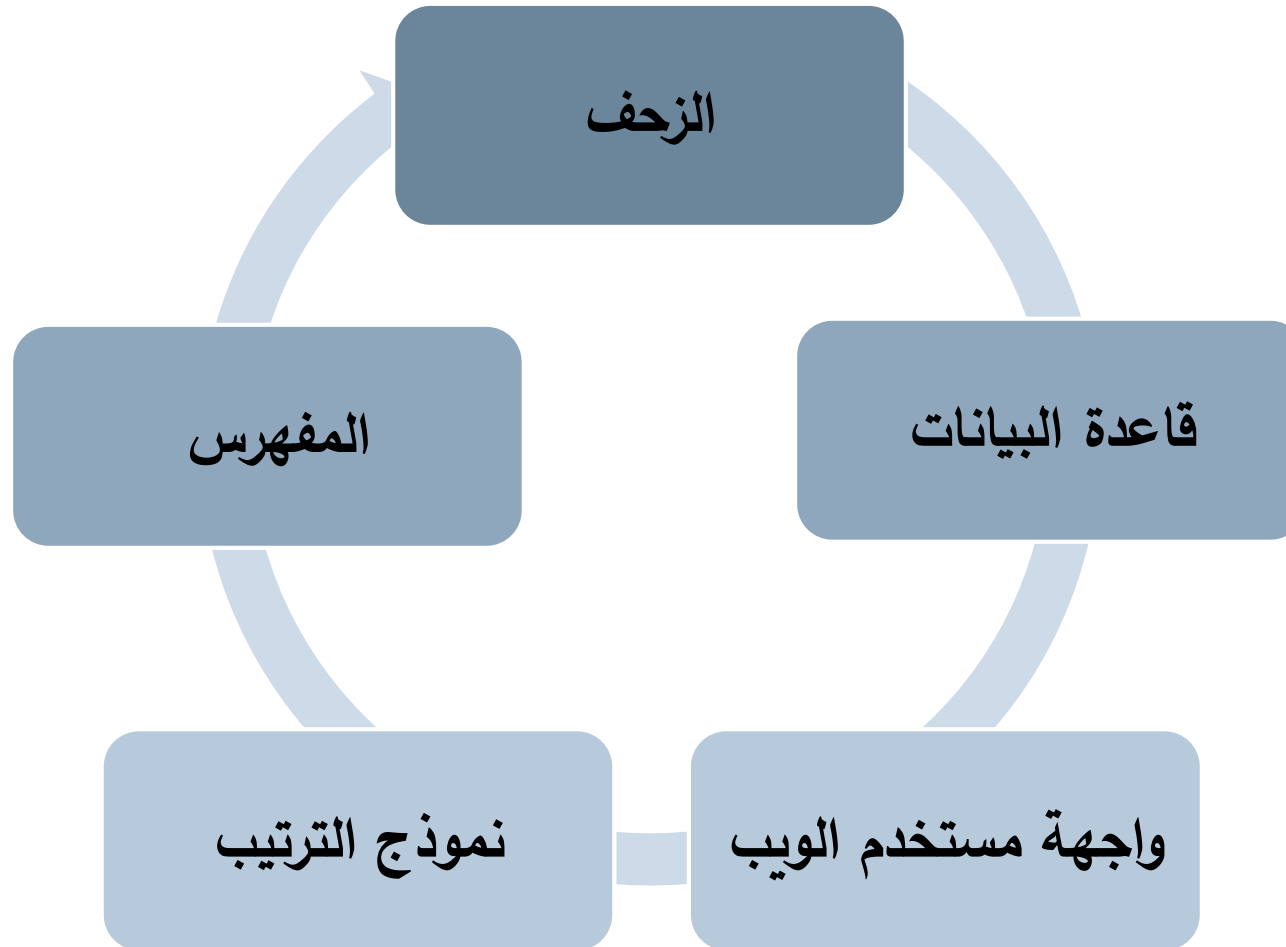 الزحف
قاعدة البيانات
المفهرس
واجهة مستخدم الويب
نموذج الترتيب